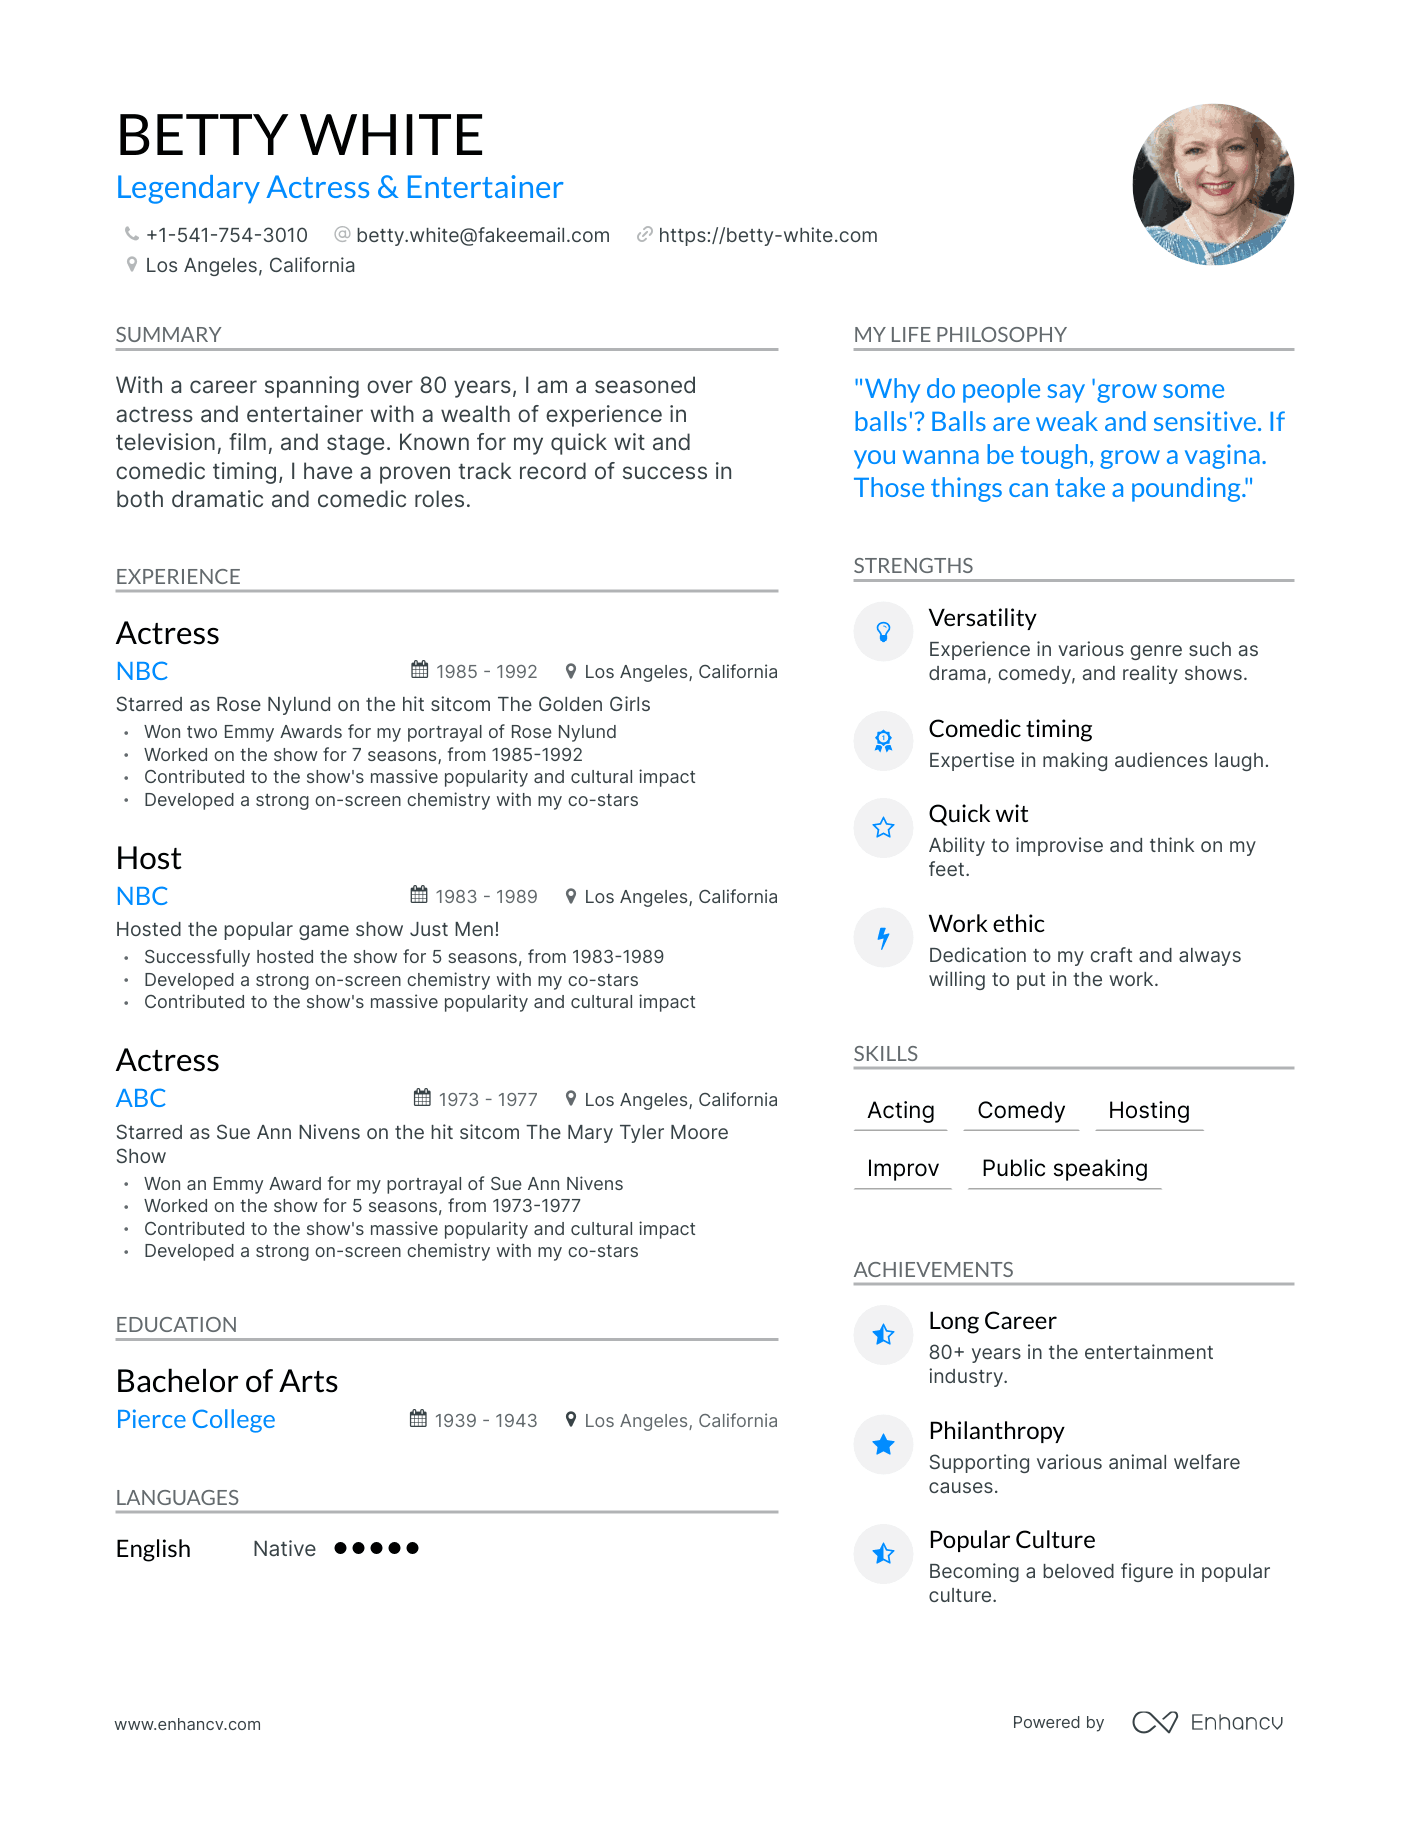 BETTY WHITE
Legendary Actress & Entertainer
+1-541-754-3010 betty.white@fakeemail.com https://betty-white.com
Los Angeles, California
SUMMARY
With a career spanning over 80 years, I am a seasoned
actress and entertainer with a wealth of experience in
television, film, and stage. Known for my quick wit and
comedic timing, I have a proven track record of success in
both dramatic and comedic roles.
EXPERIENCE
Actress
NBC 1985 - 1992 Los Angeles, California
Starred as Rose Nylund on the hit sitcom The Golden Girls
• Won two Emmy Awards for my portrayal of Rose Nylund
• Worked on the show for 7 seasons, from 1985-1992
• Contributed to the show's massive popularity and cultural impact
• Developed a strong on-screen chemistry with my co-stars
Host
NBC 1983 - 1989 Los Angeles, California
Hosted the popular game show Just Men!
• Successfully hosted the show for 5 seasons, from 1983-1989
• Developed a strong on-screen chemistry with my co-stars
• Contributed to the show's massive popularity and cultural impact
Actress
ABC 1973 - 1977 Los Angeles, California
Starred as Sue Ann Nivens on the hit sitcom The Mary Tyler Moore
Show
• Won an Emmy Award for my portrayal of Sue Ann Nivens
• Worked on the show for 5 seasons, from 1973-1977
• Contributed to the show's massive popularity and cultural impact
• Developed a strong on-screen chemistry with my co-stars
EDUCATION
Bachelor of Arts
Pierce College 1939 - 1943 Los Angeles, California
LANGUAGES
English Native
MY LIFE PHILOSOPHY
"Why do people say 'grow some
balls'? Balls are weak and sensitive. If
you wanna be tough, grow a vagina.
Those things can take a pounding."
STRENGTHS
Versatility
Experience in various genre such as
drama, comedy, and reality shows.
Comedic timing
Expertise in making audiences laugh.
Quick wit
Ability to improvise and think on my
feet.
Work ethic
Dedication to my craft and always
willing to put in the work.
SKILLS
Acting Comedy Hosting
Improv Public speaking
ACHIEVEMENTS
Long Career
80+ years in the entertainment
industry.
Philanthropy
Supporting various animal welfare
causes.
Popular Culture
Becoming a beloved figure in popular
culture.
www.enhancv.com
Powered by Enhancv